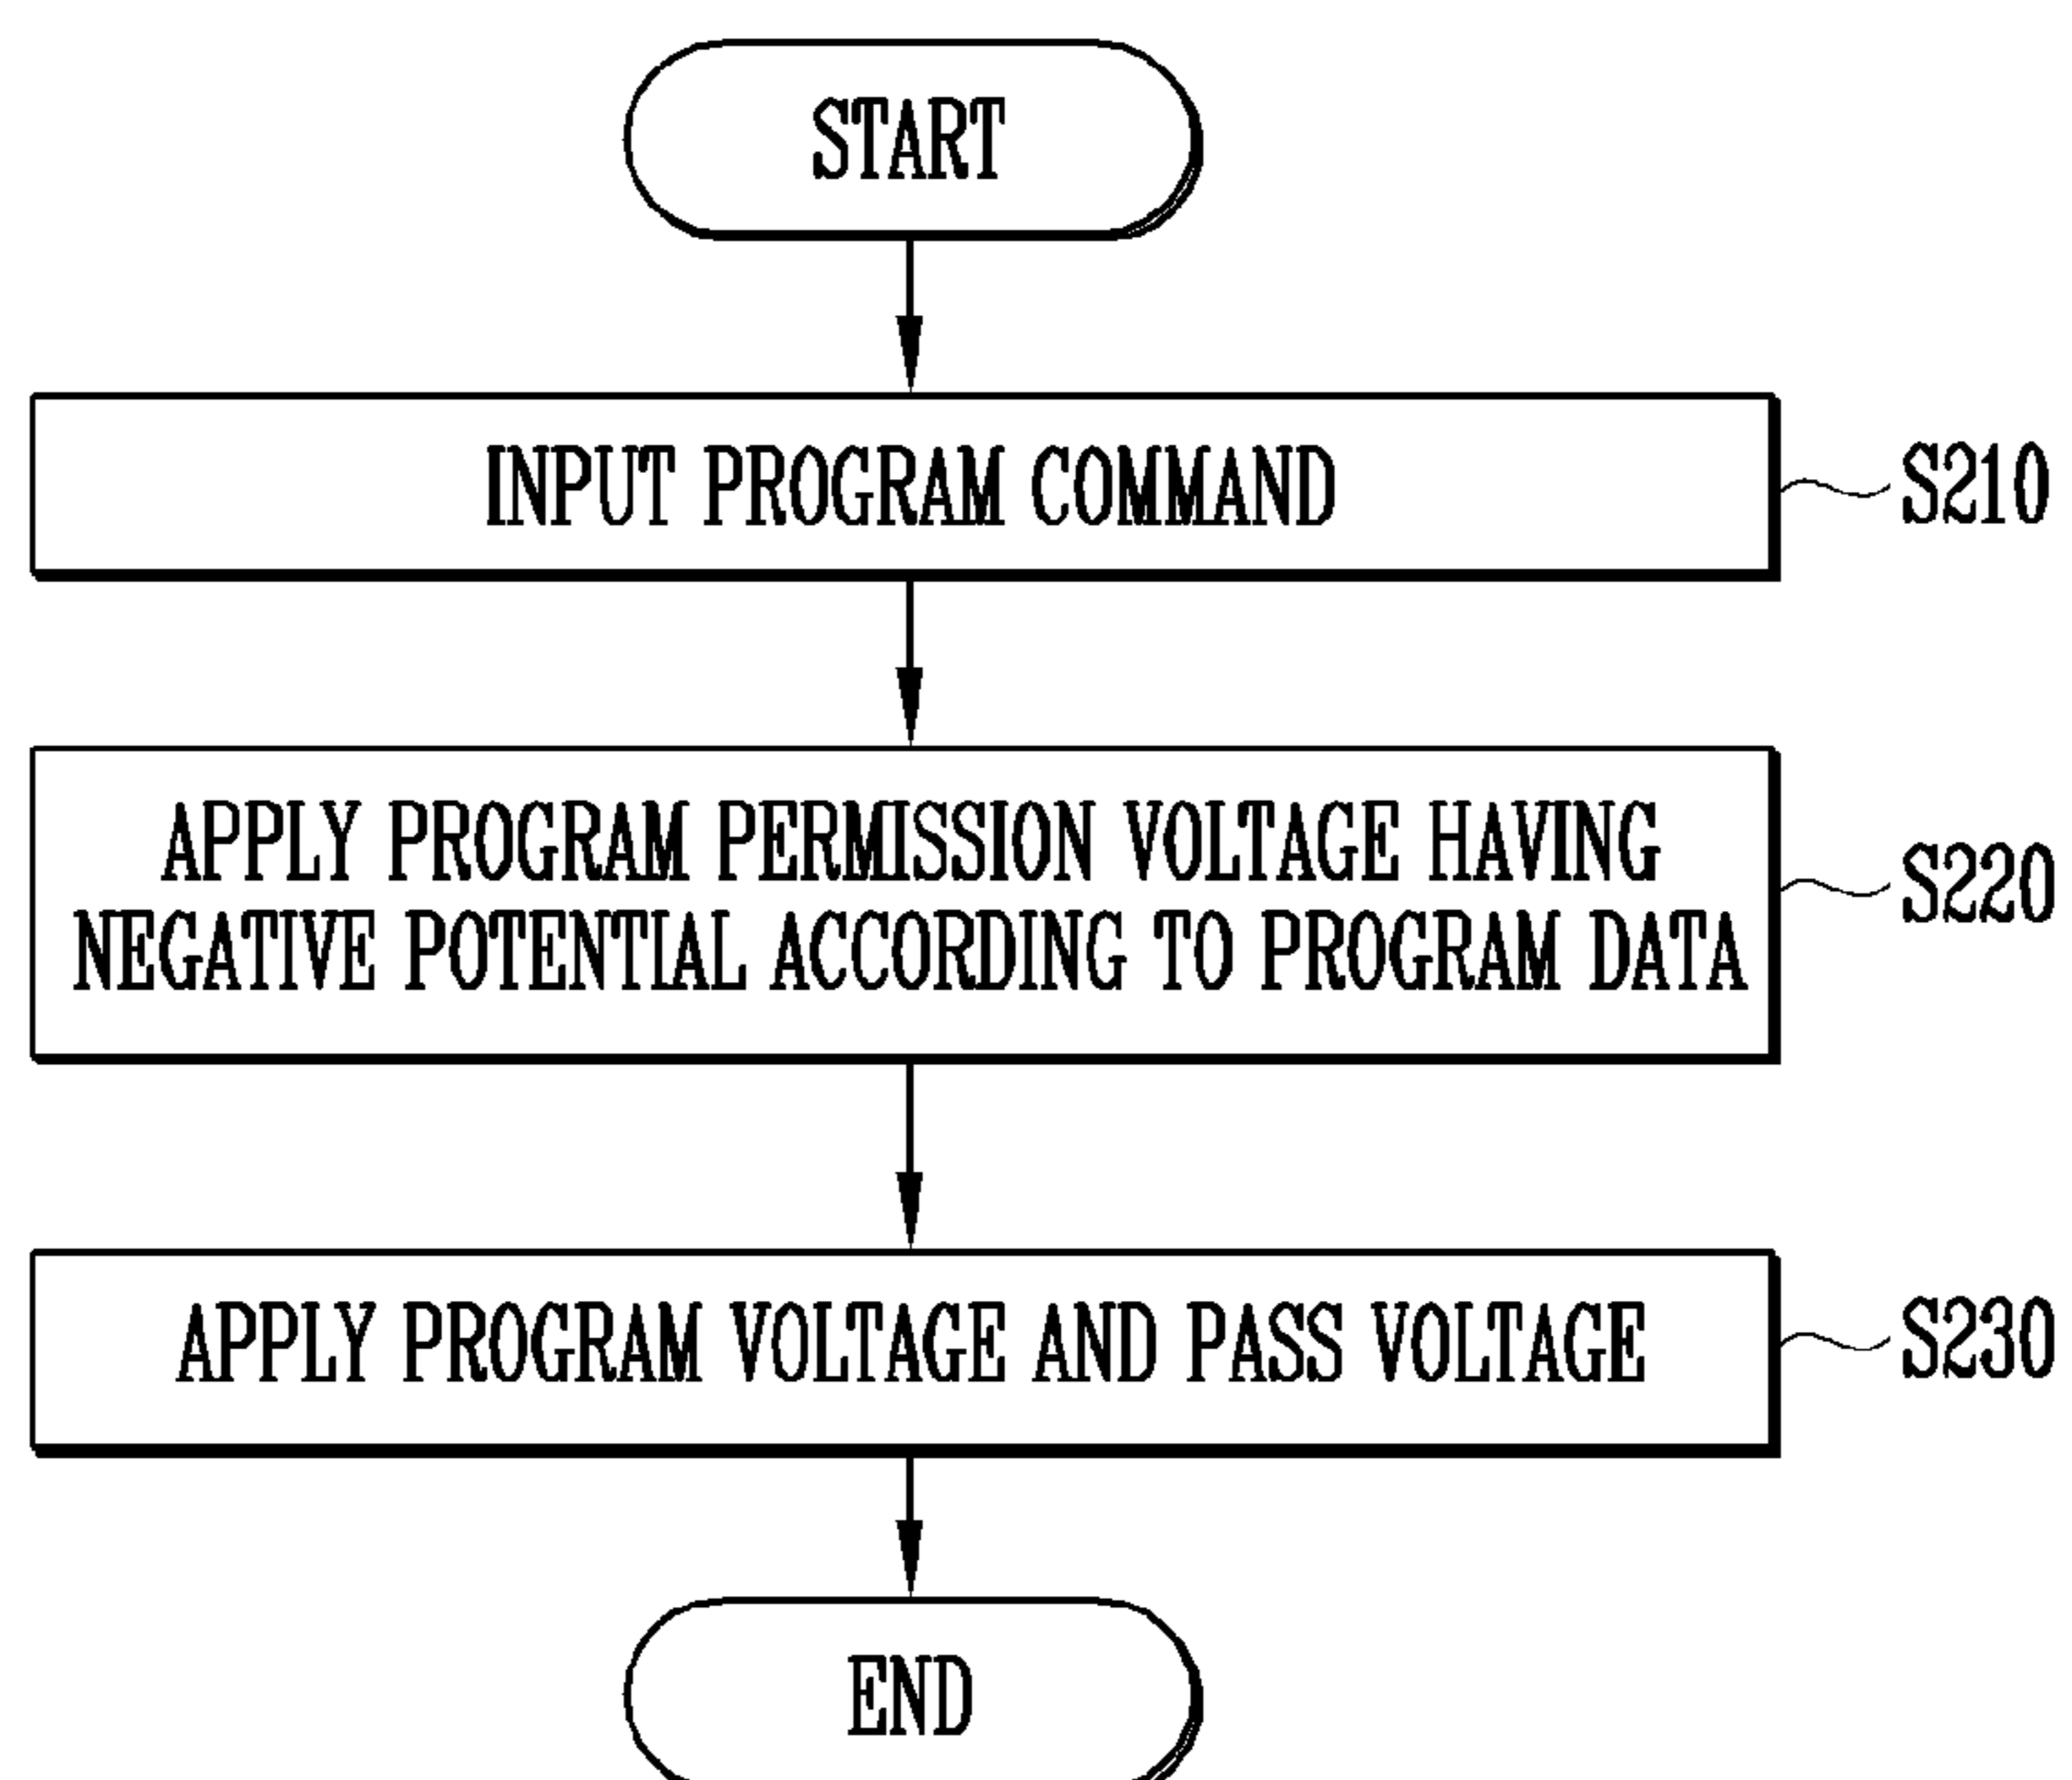 START
INPUT PROGRAM COMMAND
S210
APPLY PROGRAM PERMISSION VOLTAGE HAVING
NEGATIVE POTENTIAL ACCORDING TO PROGRAM DATA
S220
APPLY PROGRAM VOLTAGE AND PASS VOLTAGE
S230
END